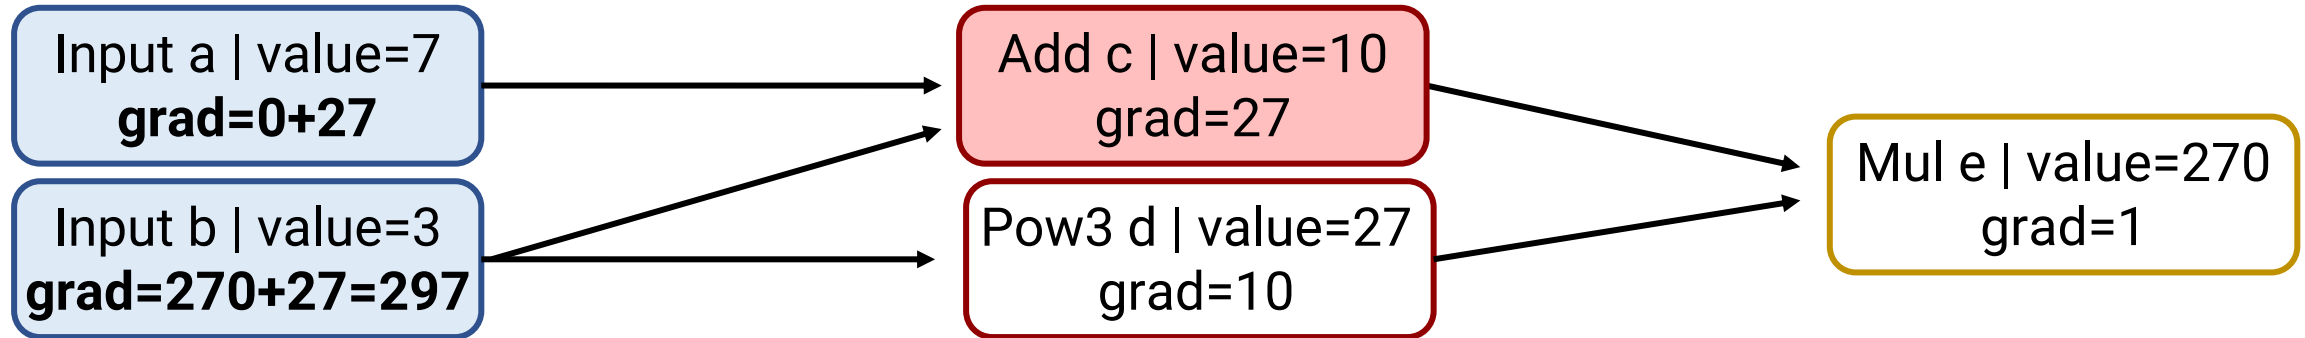 Input a | value=7
grad=0+27
Input b | value=3
grad=270+27=297
Add c | value=10
grad=27
Pow3 d | value=27
grad=10
Mul e | value=270
grad=1